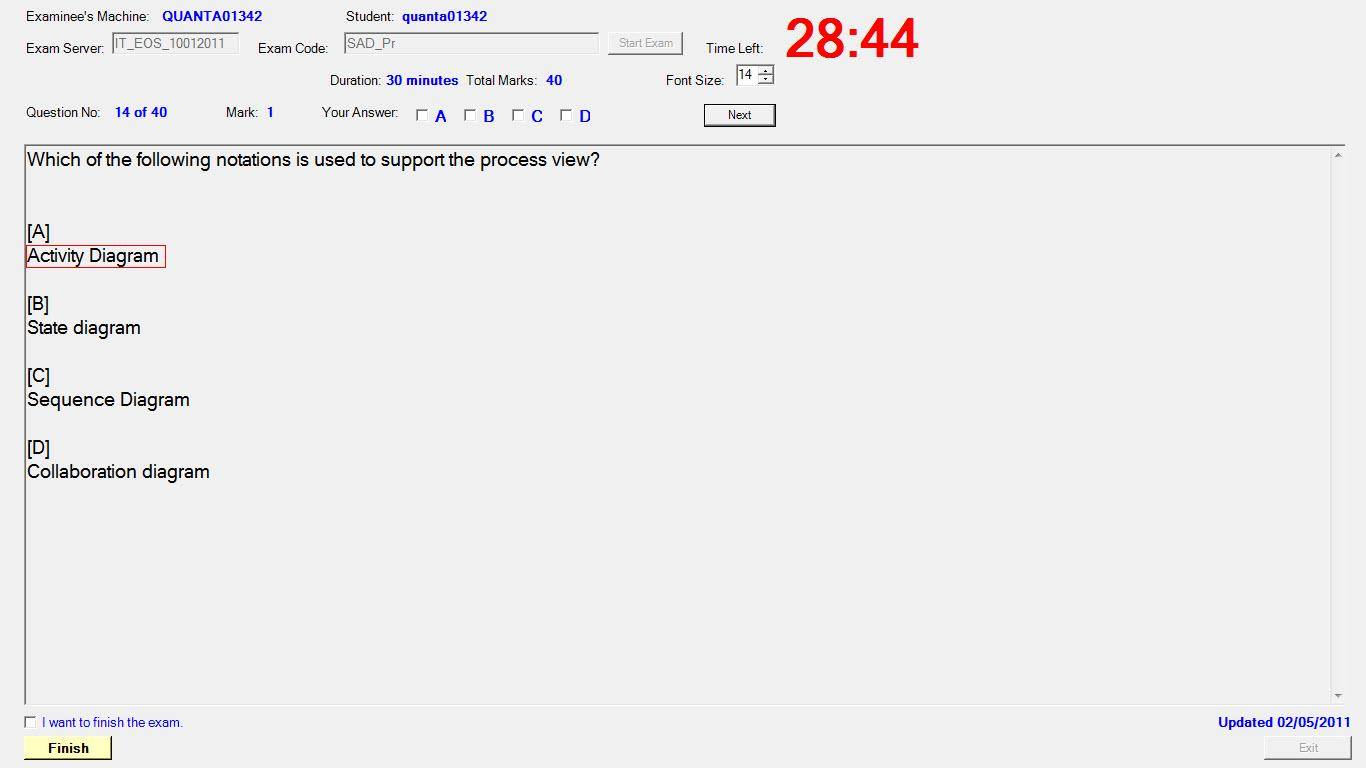 Examinee's Machine: QUANTA01342 Student: quanta01342
28:44
Exam Server: IT_EOS_10012011 Exam Code: SAD_Pr Start Exam Time Left:
Duration: 30 minutes Total Marks: 40 Font Size: 14
Question No: 14 of 40 Mark: 1 Your Answer: A B C D Next
Which of the following notations is used to support the process view?
[A]
Activity Diagram
[B]
State diagram
[C]
Sequence Diagram
[D]
Collaboration diagram
I want to finish the exam. Updated 02/05/2011
Finish Exit